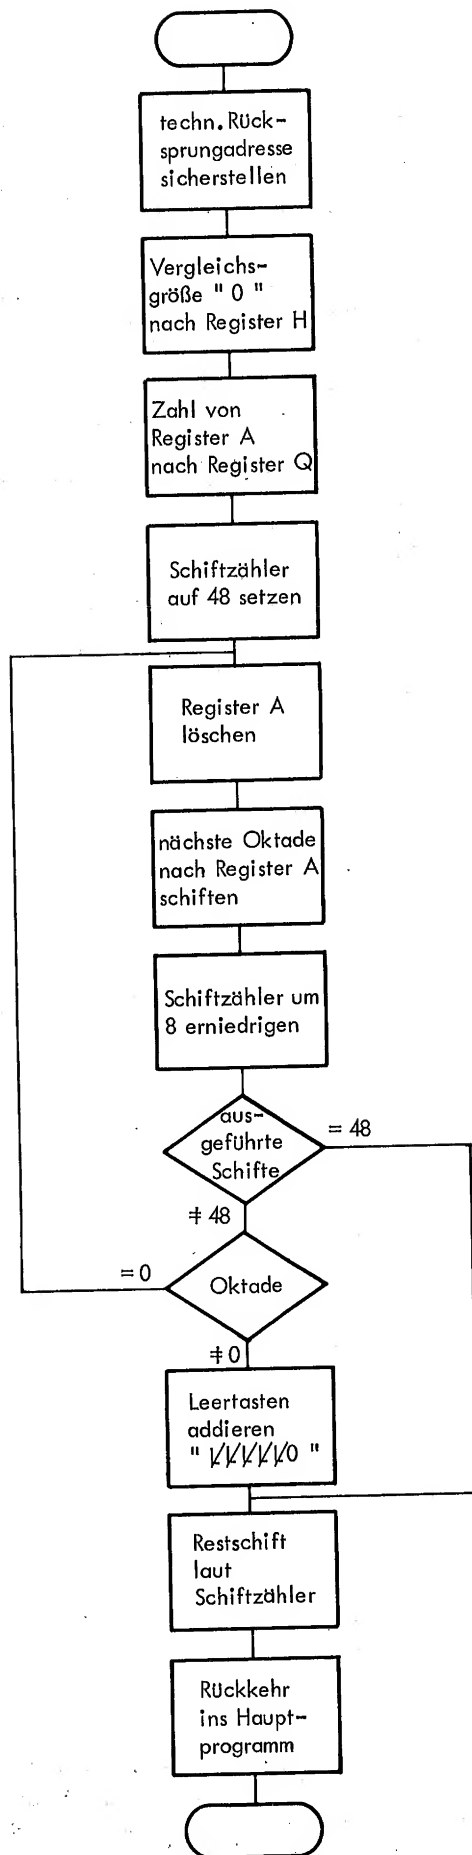 techn. Rück-
sprungadresse
sicherstellen
Vergleichs-
größe " 0 "
nach Register H
Zahl von
Register A
nach Register Q
Schiftzähler
auf 48 setzen
Register A
löschen
nächste Oktade
nach Register A
schiften
Schiftzähler um
8 erniedrigen
aus-
geführte
Schifte
= 48
≠ 48
= 0
Oktade
≠ 0
Leertasten
addieren
" ⌴⌴⌴⌴⌴0 "
Restschift
laut
Schiftzähler
Rückkehr
ins Haupt-
programm